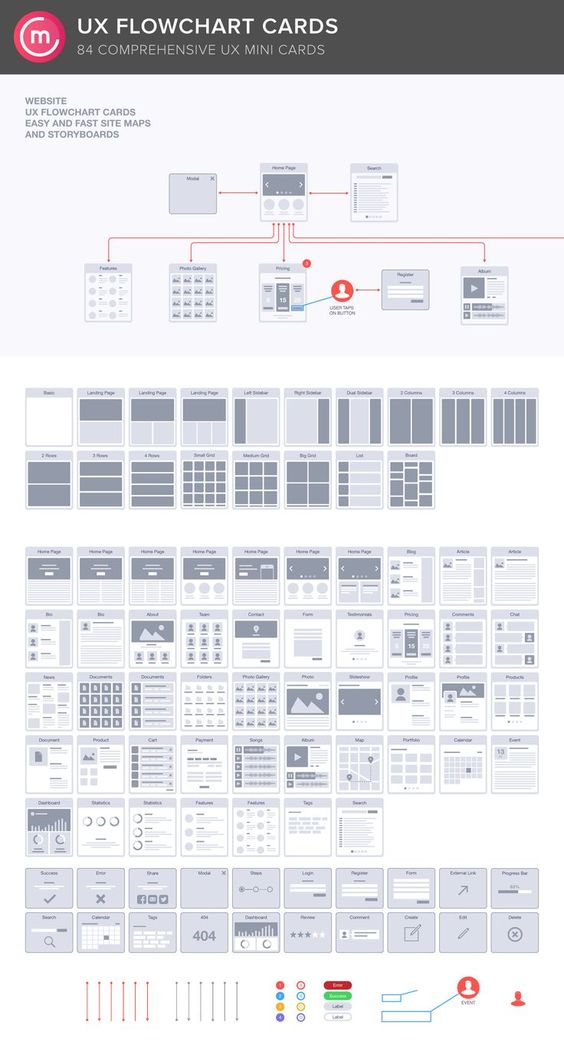 m
UX FLOWCHART CARDS
84 COMPREHENSIVE UX MINI CARDS
WEBSITE
UX FLOWCHART CARDS
EASY AND FAST SITE MAPS
AND STORYBOARDS
Modal
Home Page
Search
Features
Photo Gallery
Pricing
15
USER TAPS
ON BUTTON
Register
Album
Basic Landing Page Landing Page Landing Page Left Sidebar Right Sidebar Dual Sidebar 2 Columns 3 Columns 4 Columns
2 Rows 3 Rows 4 Rows Small Grid Medium Grid Big Grid List Board
Home Page Home Page Home Page Home Page Home Page Home Page Home Page Blog Article Article
Bio Bio About Team Contact Form Testimonials Pricing Comments Chat
15
News Documents Documents Folders Photo Gallery Photo Slideshow Profile Profile Products
Document Product Cart Payment Songs Album Map Portfolio Calendar Event
13
Dashboard Statistics Statistics Features Features Tags Search
Success Error Share Modal Steps Login Register Form External Link Progress Bar
Search Calendar Tags 404 Dashboard Review Comment Create Edit Delete
404
Error
Success
Label
Label
EVENT